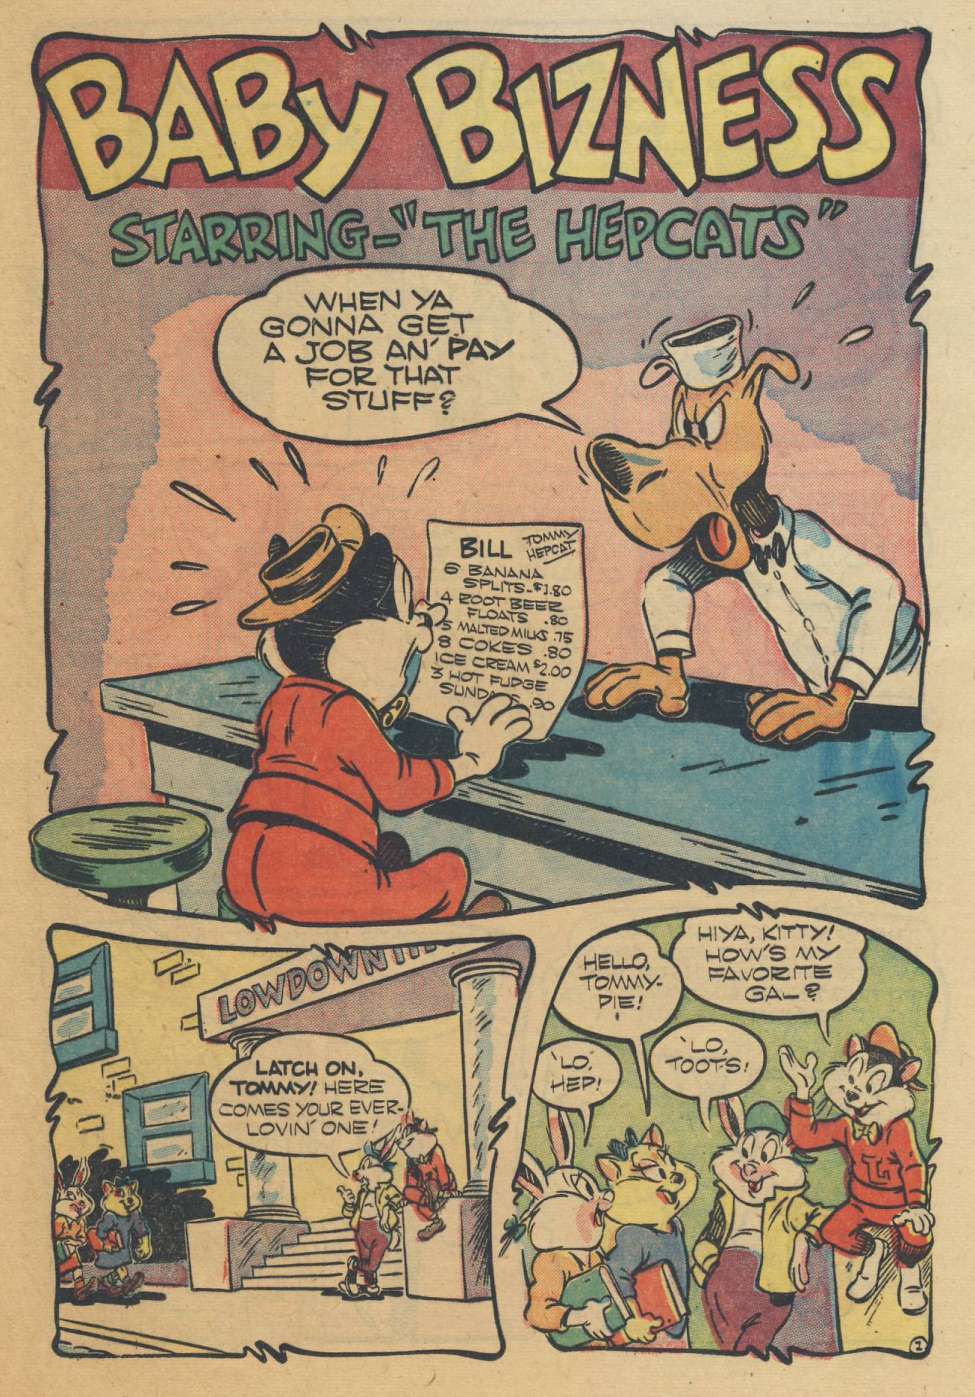 BABY BIZNESS
STARRING—"THE HEPCATS"
WHEN YA
GONNA GET
A JOB AN' PAY
FOR THAT
STUFF?
BILL TOMMY
HEPCAT
6 BANANA
SPLITS-$1.80
4 ROOT BEER
FLOATS .80
5 MALTED MILKS .75
8 COKES .80
ICE CREAM $2.00
3 HOT FUDGE
.90
LOWDOWN
LATCH ON,
TOMMY! HERE
COMES YOUR EVER-
LOVIN' ONE!
HELLO,
TOMMY-
PIE!
HIYA, KITTY!
HOW'S MY
FAVORITE
GAL-?
'LO,
HEP!
'LO,
TOOTS!
L
1